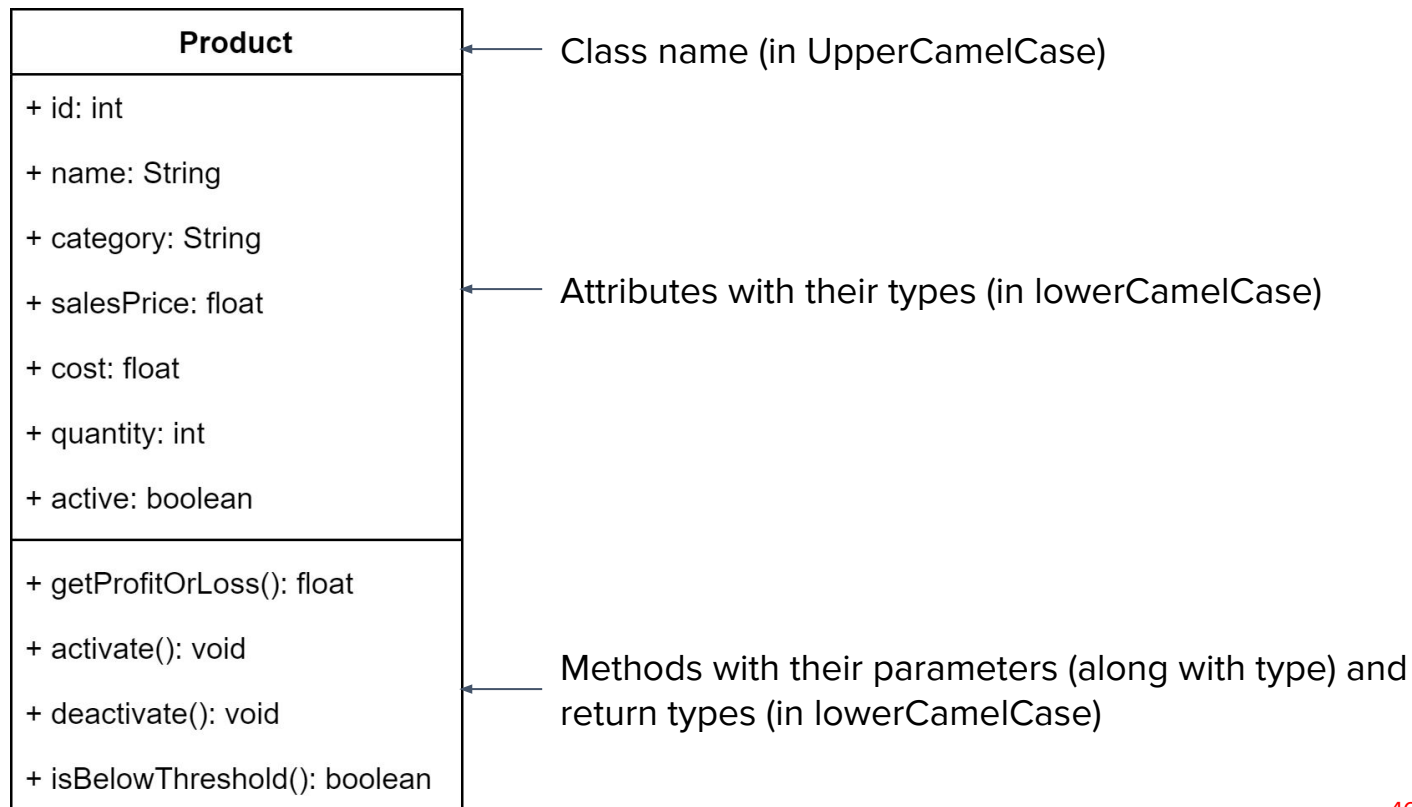 Product
Class name (in UpperCamelCase)
+ id: int
+ name: String
+ category: String
+ salesPrice: float
+ cost: float
+ quantity: int
+ active: boolean
Attributes with their types (in lowerCamelCase)
+ getProfitOrLoss(): float
+ activate(): void
+ deactivate(): void
+ isBelowThreshold(): boolean
Methods with their parameters (along with type) and
return types (in lowerCamelCase)